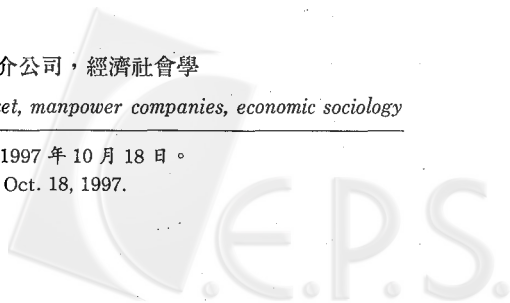 介公司，經濟社會學
et, manpower companies, economic sociology
1997 年 10 月 18 日。
Oct. 18, 1997.
C.E.P.S.